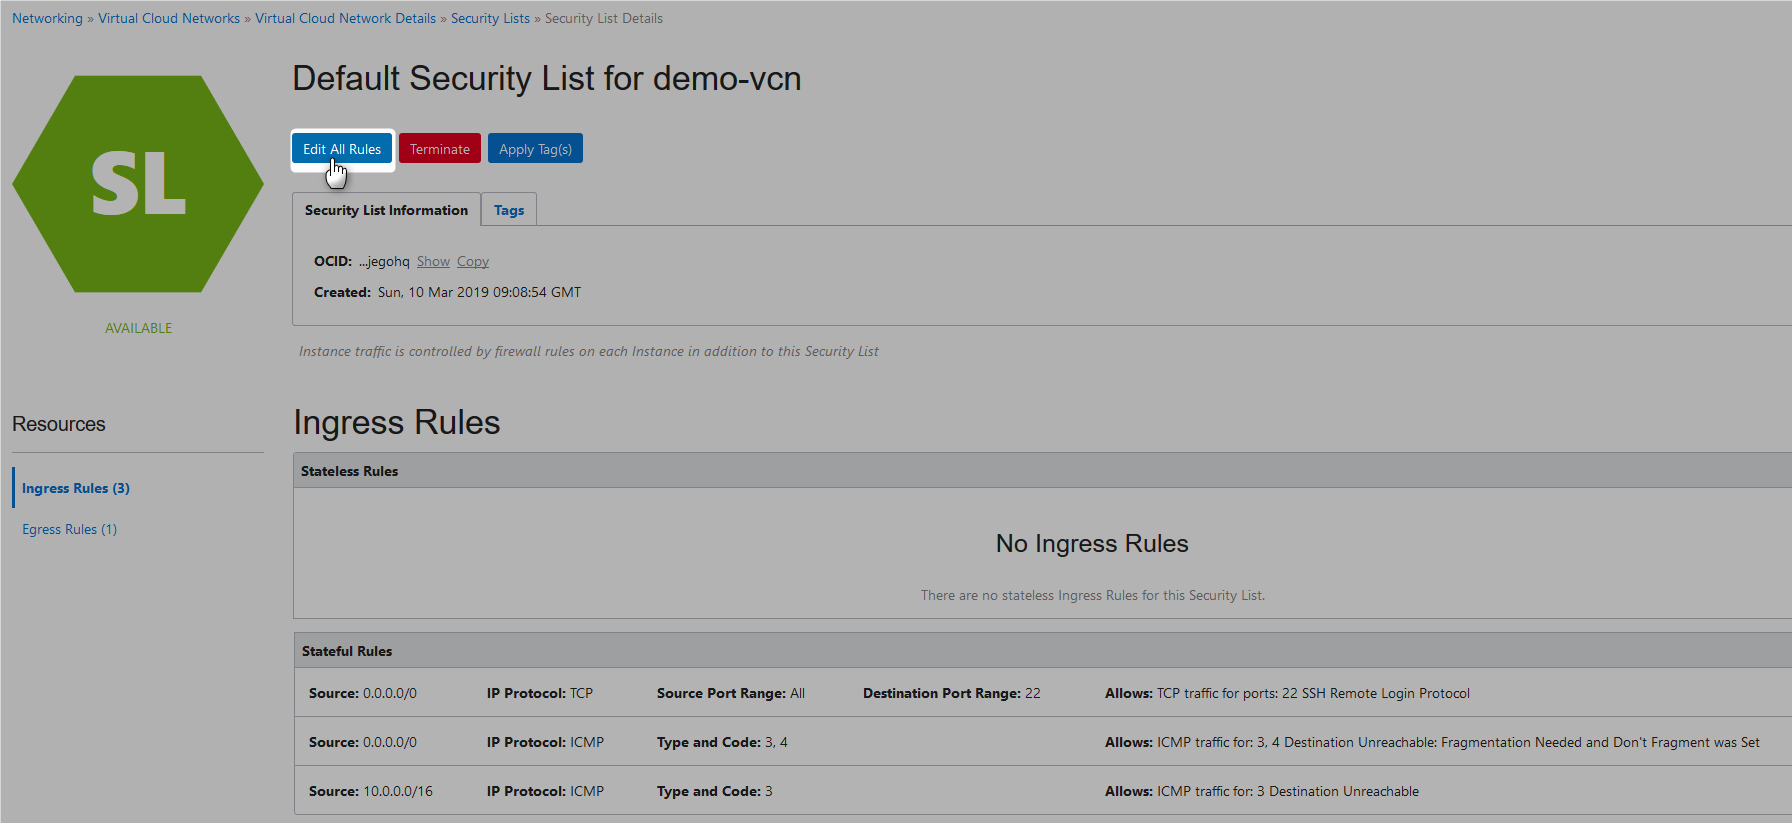 Networking » Virtual Cloud Networks » Virtual Cloud Network Details » Security Lists » Security List Details
SL
AVAILABLE
Default Security List for demo-vcn
Edit All Rules Terminate Apply Tag(s)
Security List Information Tags
OCID: ...jegohq Show Copy
Created: Sun, 10 Mar 2019 09:08:54 GMT
Instance traffic is controlled by firewall rules on each Instance in addition to this Security List
Resources
Ingress Rules (3)
Egress Rules (1)
Ingress Rules
Stateless Rules
No Ingress Rules
There are no stateless Ingress Rules for this Security List.
Stateful Rules
Source: 0.0.0.0/0 IP Protocol: TCP Source Port Range: All Destination Port Range: 22 Allows: TCP traffic for ports: 22 SSH Remote Login Protocol
Source: 0.0.0.0/0 IP Protocol: ICMP Type and Code: 3, 4 Allows: ICMP traffic for: 3, 4 Destination Unreachable: Fragmentation Needed and Don't Fragment was Set
Source: 10.0.0.0/16 IP Protocol: ICMP Type and Code: 3 Allows: ICMP traffic for: 3 Destination Unreachable